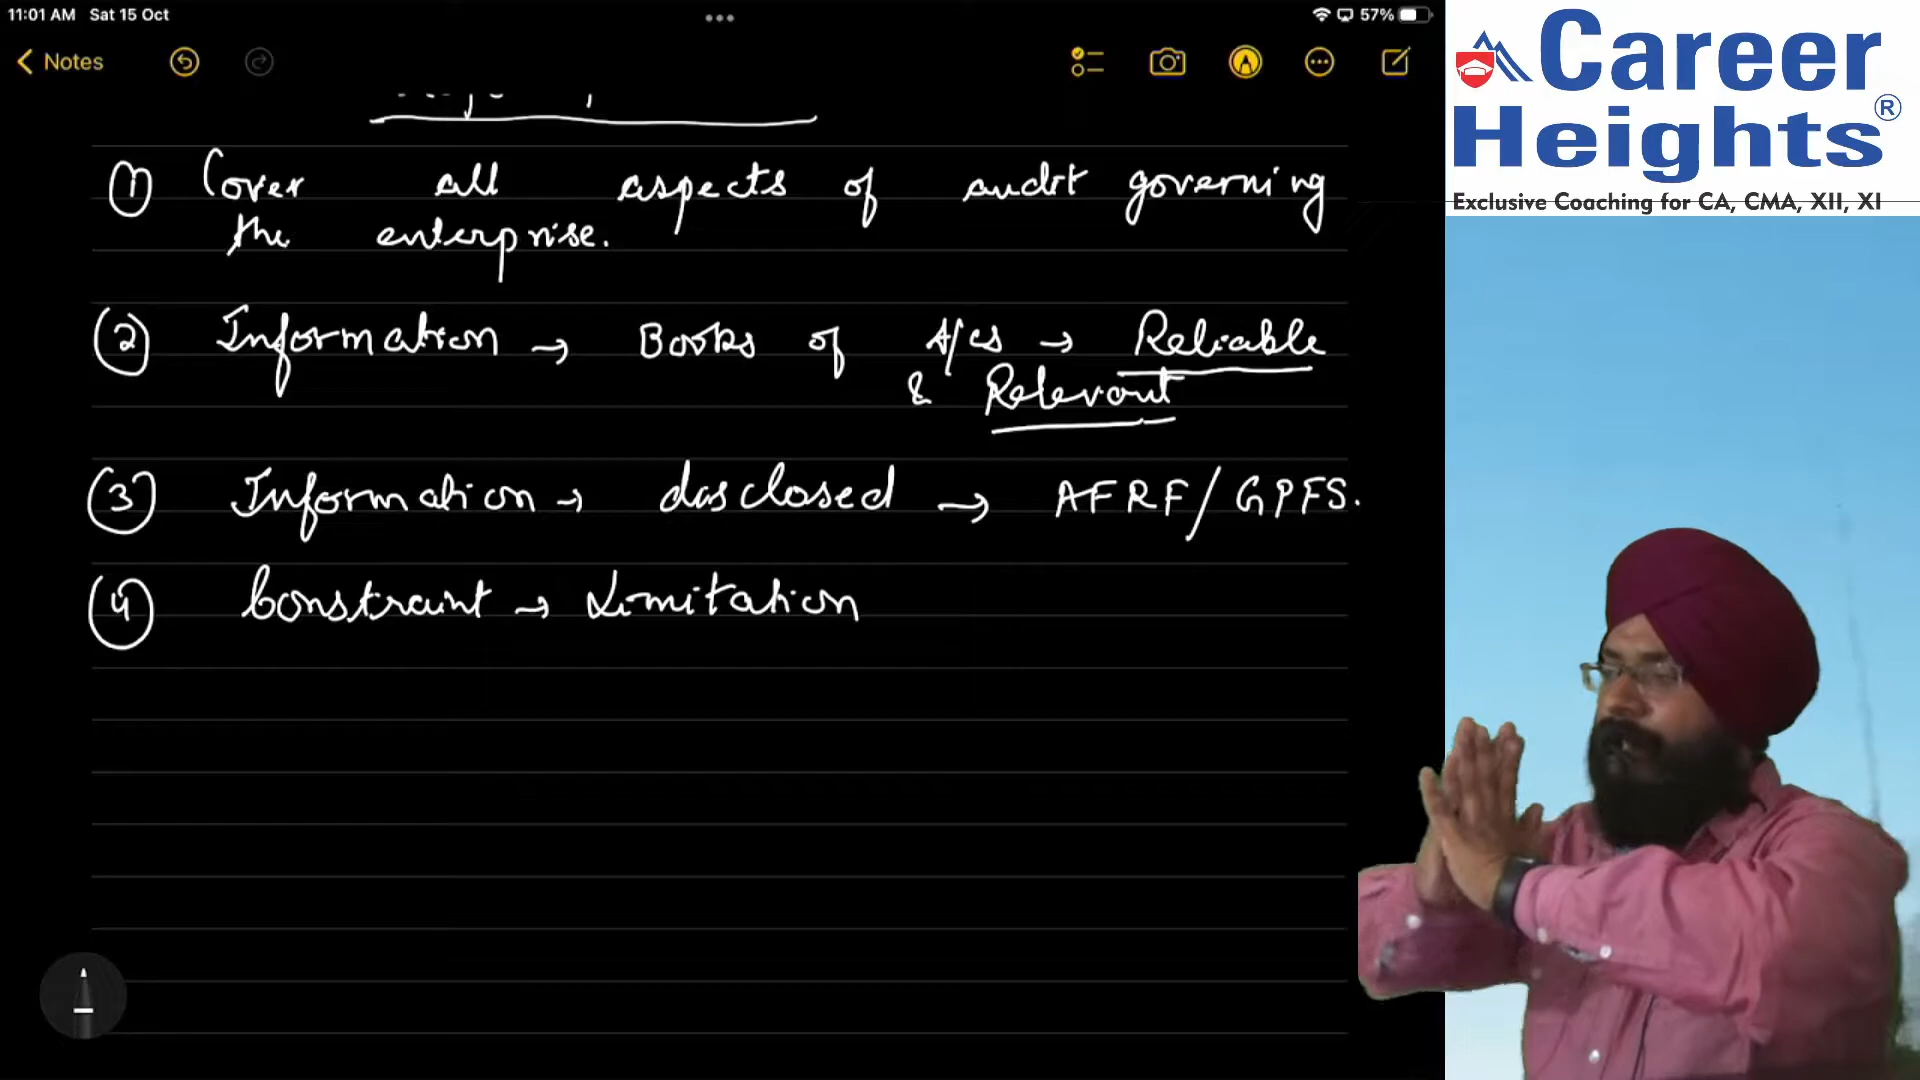 11:01 AM Sat 15 Oct
57%
Notes
Career
Heights®
Exclusive Coaching for CA, CMA, XII, XI
① Cover all aspects of audit governing
the enterprise.
② Information → Books of A/cs → Reliable
& Relevant
③ Information → disclosed → AFRF/GPFS.
④ Constraint → Limitation